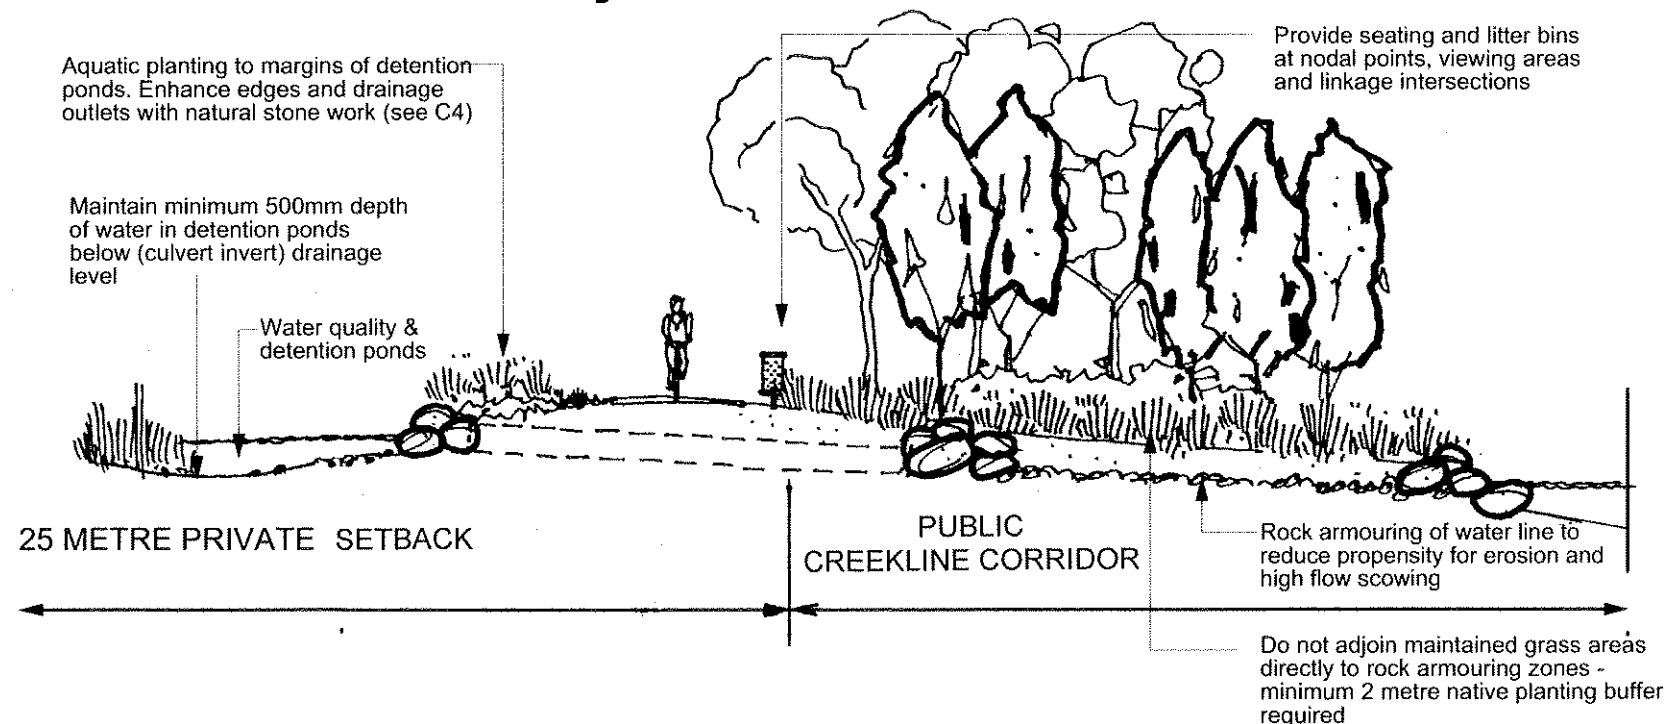 Aquatic planting to margins of detention
ponds. Enhance edges and drainage
outlets with natural stone work (see C4)
Provide seating and litter bins
at nodal points, viewing areas
and linkage intersections
Maintain minimum 500mm depth
of water in detention ponds
below (culvert invert) drainage
level
Water quality &
detention ponds
25 METRE PRIVATE SETBACK
PUBLIC
CREEKLINE CORRIDOR
Rock armouring of water line to
reduce propensity for erosion and
high flow scowing
Do not adjoin maintained grass areas
directly to rock armouring zones -
minimum 2 metre native planting buffer
required